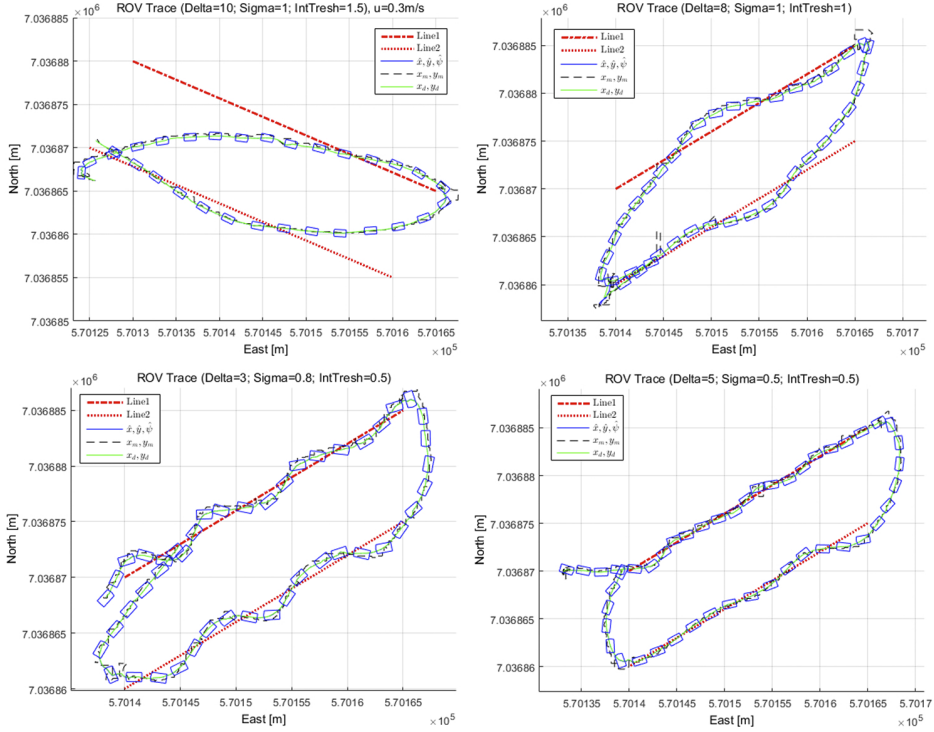 ROV Trace (Delta=10; Sigma=1; IntTresh=1.5), u=0.3m/s
× 10⁶
7.036885
7.03688
7.036875
7.03687
7.036865
7.03686
7.036855
7.03685
North [m]
Line1
Line2
x̂, ŷ, ψ̂
xₘ, yₘ
x_d, y_d
5.70125 5.7013 5.70135 5.7014 5.70145 5.7015 5.70155 5.7016 5.70165
East [m]
× 10⁵
ROV Trace (Delta=8; Sigma=1; IntTresh=1)
× 10⁶
7.036885
7.03688
7.036875
7.03687
7.036865
7.03686
North [m]
Line1
Line2
x̂, ŷ, ψ̂
xₘ, yₘ
x_d, y_d
5.70135 5.7014 5.70145 5.7015 5.70155 5.7016 5.70165 5.7017
East [m]
× 10⁵
ROV Trace (Delta=3; Sigma=0.8; IntTresh=0.5)
× 10⁶
7.036885
7.03688
7.036875
7.03687
7.036865
7.03686
North [m]
Line1
Line2
x̂, ŷ, ψ̂
xₘ, yₘ
x_d, y_d
5.7014 5.70145 5.7015 5.70155 5.7016 5.70165
East [m]
× 10⁵
ROV Trace (Delta=5; Sigma=0.5; IntTresh=0.5)
× 10⁶
7.036885
7.03688
7.036875
7.03687
7.036865
7.03686
North [m]
Line1
Line2
x̂, ŷ, ψ̂
xₘ, yₘ
x_d, y_d
5.70135 5.7014 5.70145 5.7015 5.70155 5.7016 5.70165 5.7017
East [m]
× 10⁵